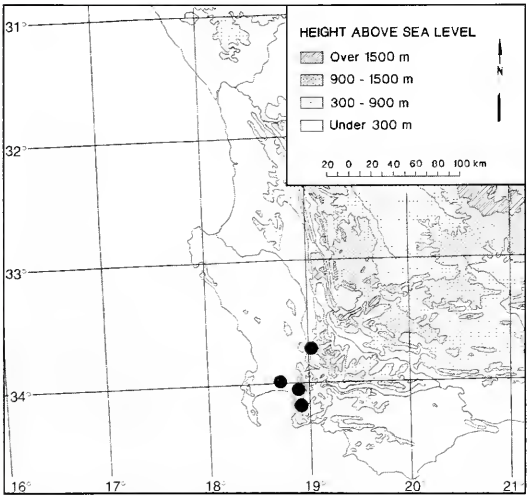 31°
32°
33°
34°
HEIGHT ABOVE SEA LEVEL
Over 1500 m
900 - 1500 m
300 - 900 m
Under 300 m
N
20 0 20 40 60 80 100 km
16° 17° 18° 19° 20 21°